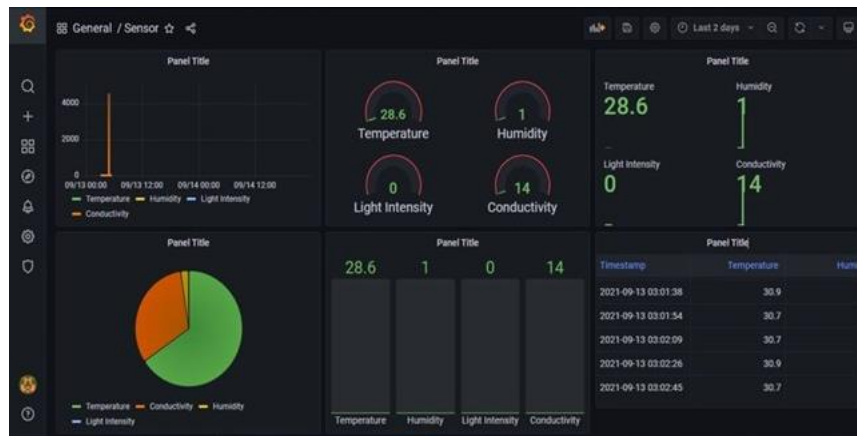 General / Sensor
Last 2 days
Panel Title
4000
2000
0
09/13 00:00 09/13 12:00 09/14 00:00 09/14 12:00
Temperature Humidity Light Intensity
Conductivity
Panel Title
28.6 1
Temperature Humidity
0 14
Light Intensity Conductivity
Panel Title
Temperature Humidity
28.6 1
Light Intensity Conductivity
0 14
Panel Title
Temperature Conductivity Humidity
Light Intensity
Panel Title
28.6 1 0 14
Temperature Humidity Light Intensity Conductivity
Panel Title
Timestamp Temperature Humi
2021-09-13 03:01:38 30.9
2021-09-13 03:01:54 30.7
2021-09-13 03:02:09 30.7
2021-09-13 03:02:26 30.9
2021-09-13 03:02:45 30.7